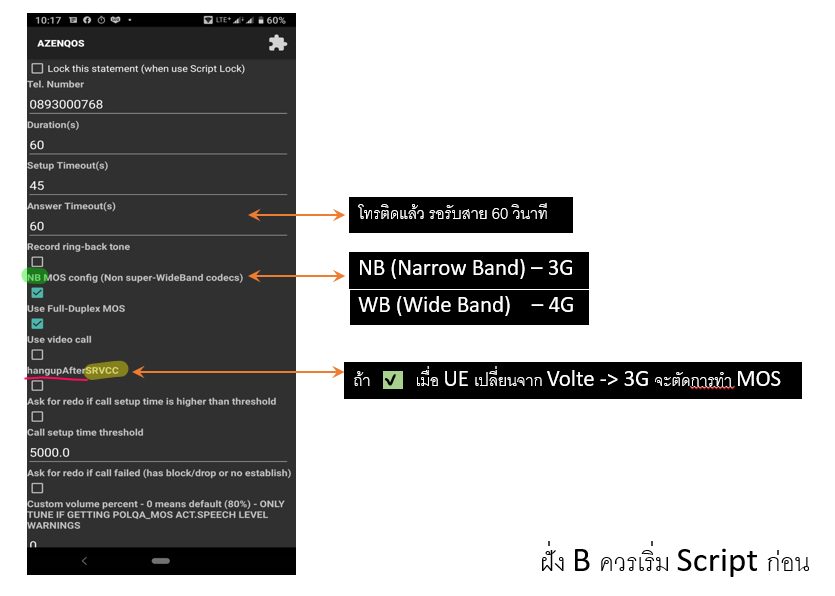 10:17 LTE+ 60%
AZENQOS
Lock this statement (when use Script Lock)
Tel. Number
0893000768
Duration(s)
60
Setup Timeout(s)
45
Answer Timeout(s)
60
โทรติดแล้ว รอรับสาย 60 วินาที
Record ring-back tone
NB MOS config (Non super-WideBand codecs)
NB (Narrow Band) – 3G
WB (Wide Band) – 4G
Use Full-Duplex MOS
Use video call
hangupAfterSRVCC
ถ้า ✔ เมื่อ UE เปลี่ยนจาก Volte -> 3G จะตัดการทำ MOS
Ask for redo if call setup time is higher than threshold
Call setup time threshold
5000.0
Ask for redo if call failed (has block/drop or no establish)
Custom volume percent - 0 means default (80%) - ONLY
TUNE IF GETTING POLQA_MOS ACT.SPEECH LEVEL
WARNINGS
0
ฝั่ง B ควรเริ่ม Script ก่อน